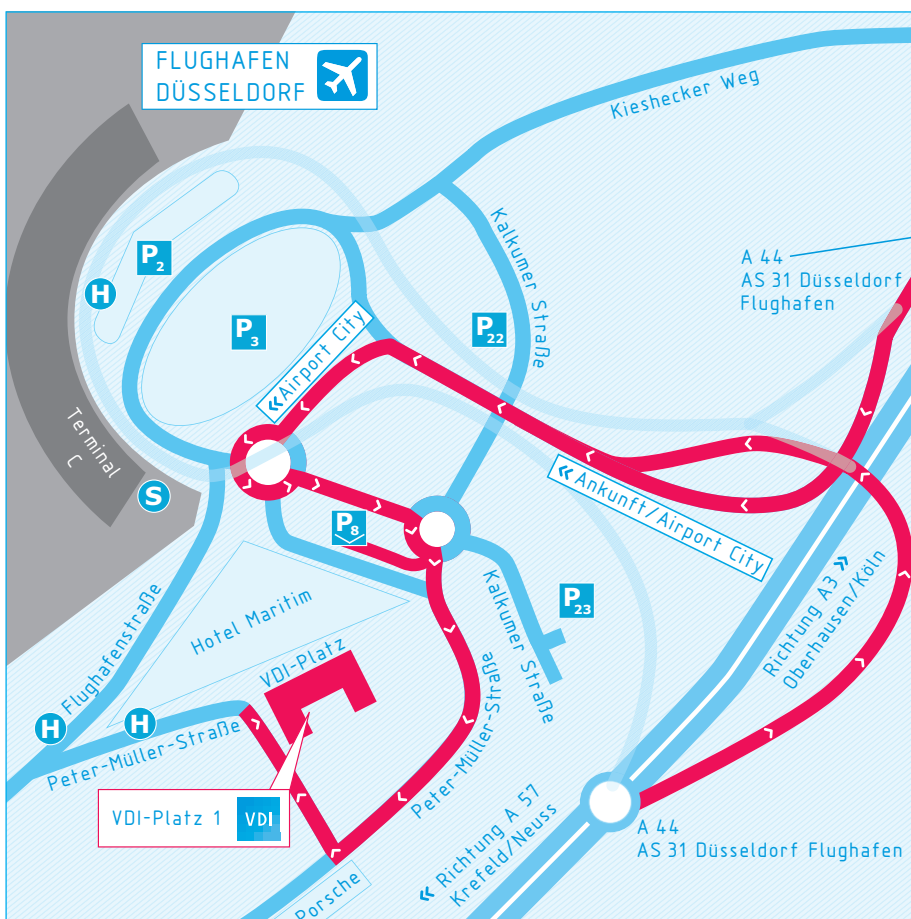 FLUGHAFEN
DÜSSELDORF
Kieshecker Weg
Kalkumer Straße
A 44
AS 31 Düsseldorf
Flughafen
P2
H
P3
P22
«Airport City
Terminal
C
S
« Ankunft/Airport City
P8
Hotel Maritim
Kalkumer Straße
P23
Richtung A3 »
Oberhausen/Köln
Flughafenstraße
VDI-Platz
Peter-Müller-Straße
H
H
Peter-Müller-Straße
VDI-Platz 1
VDI
« Richtung A 57
Krefeld/Neuss
A 44
AS 31 Düsseldorf Flughafen
Porsche